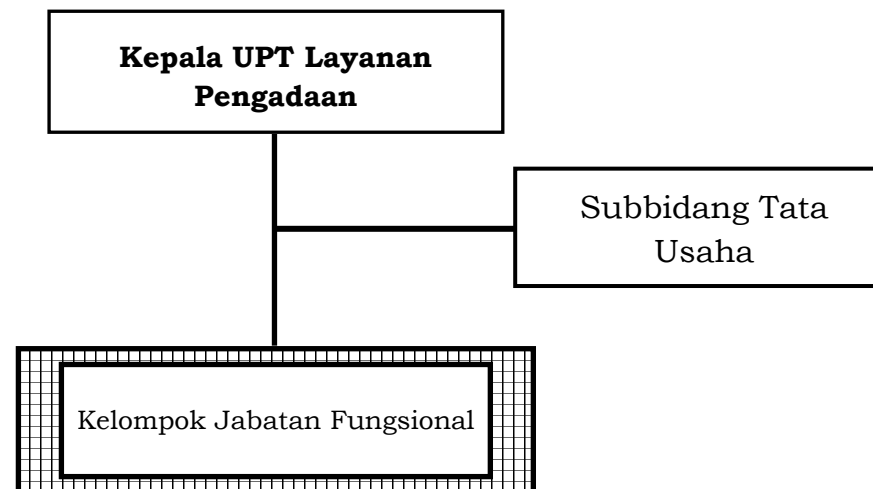 Kepala UPT Layanan
Pengadaan
Subbidang Tata
Usaha
Kelompok Jabatan Fungsional